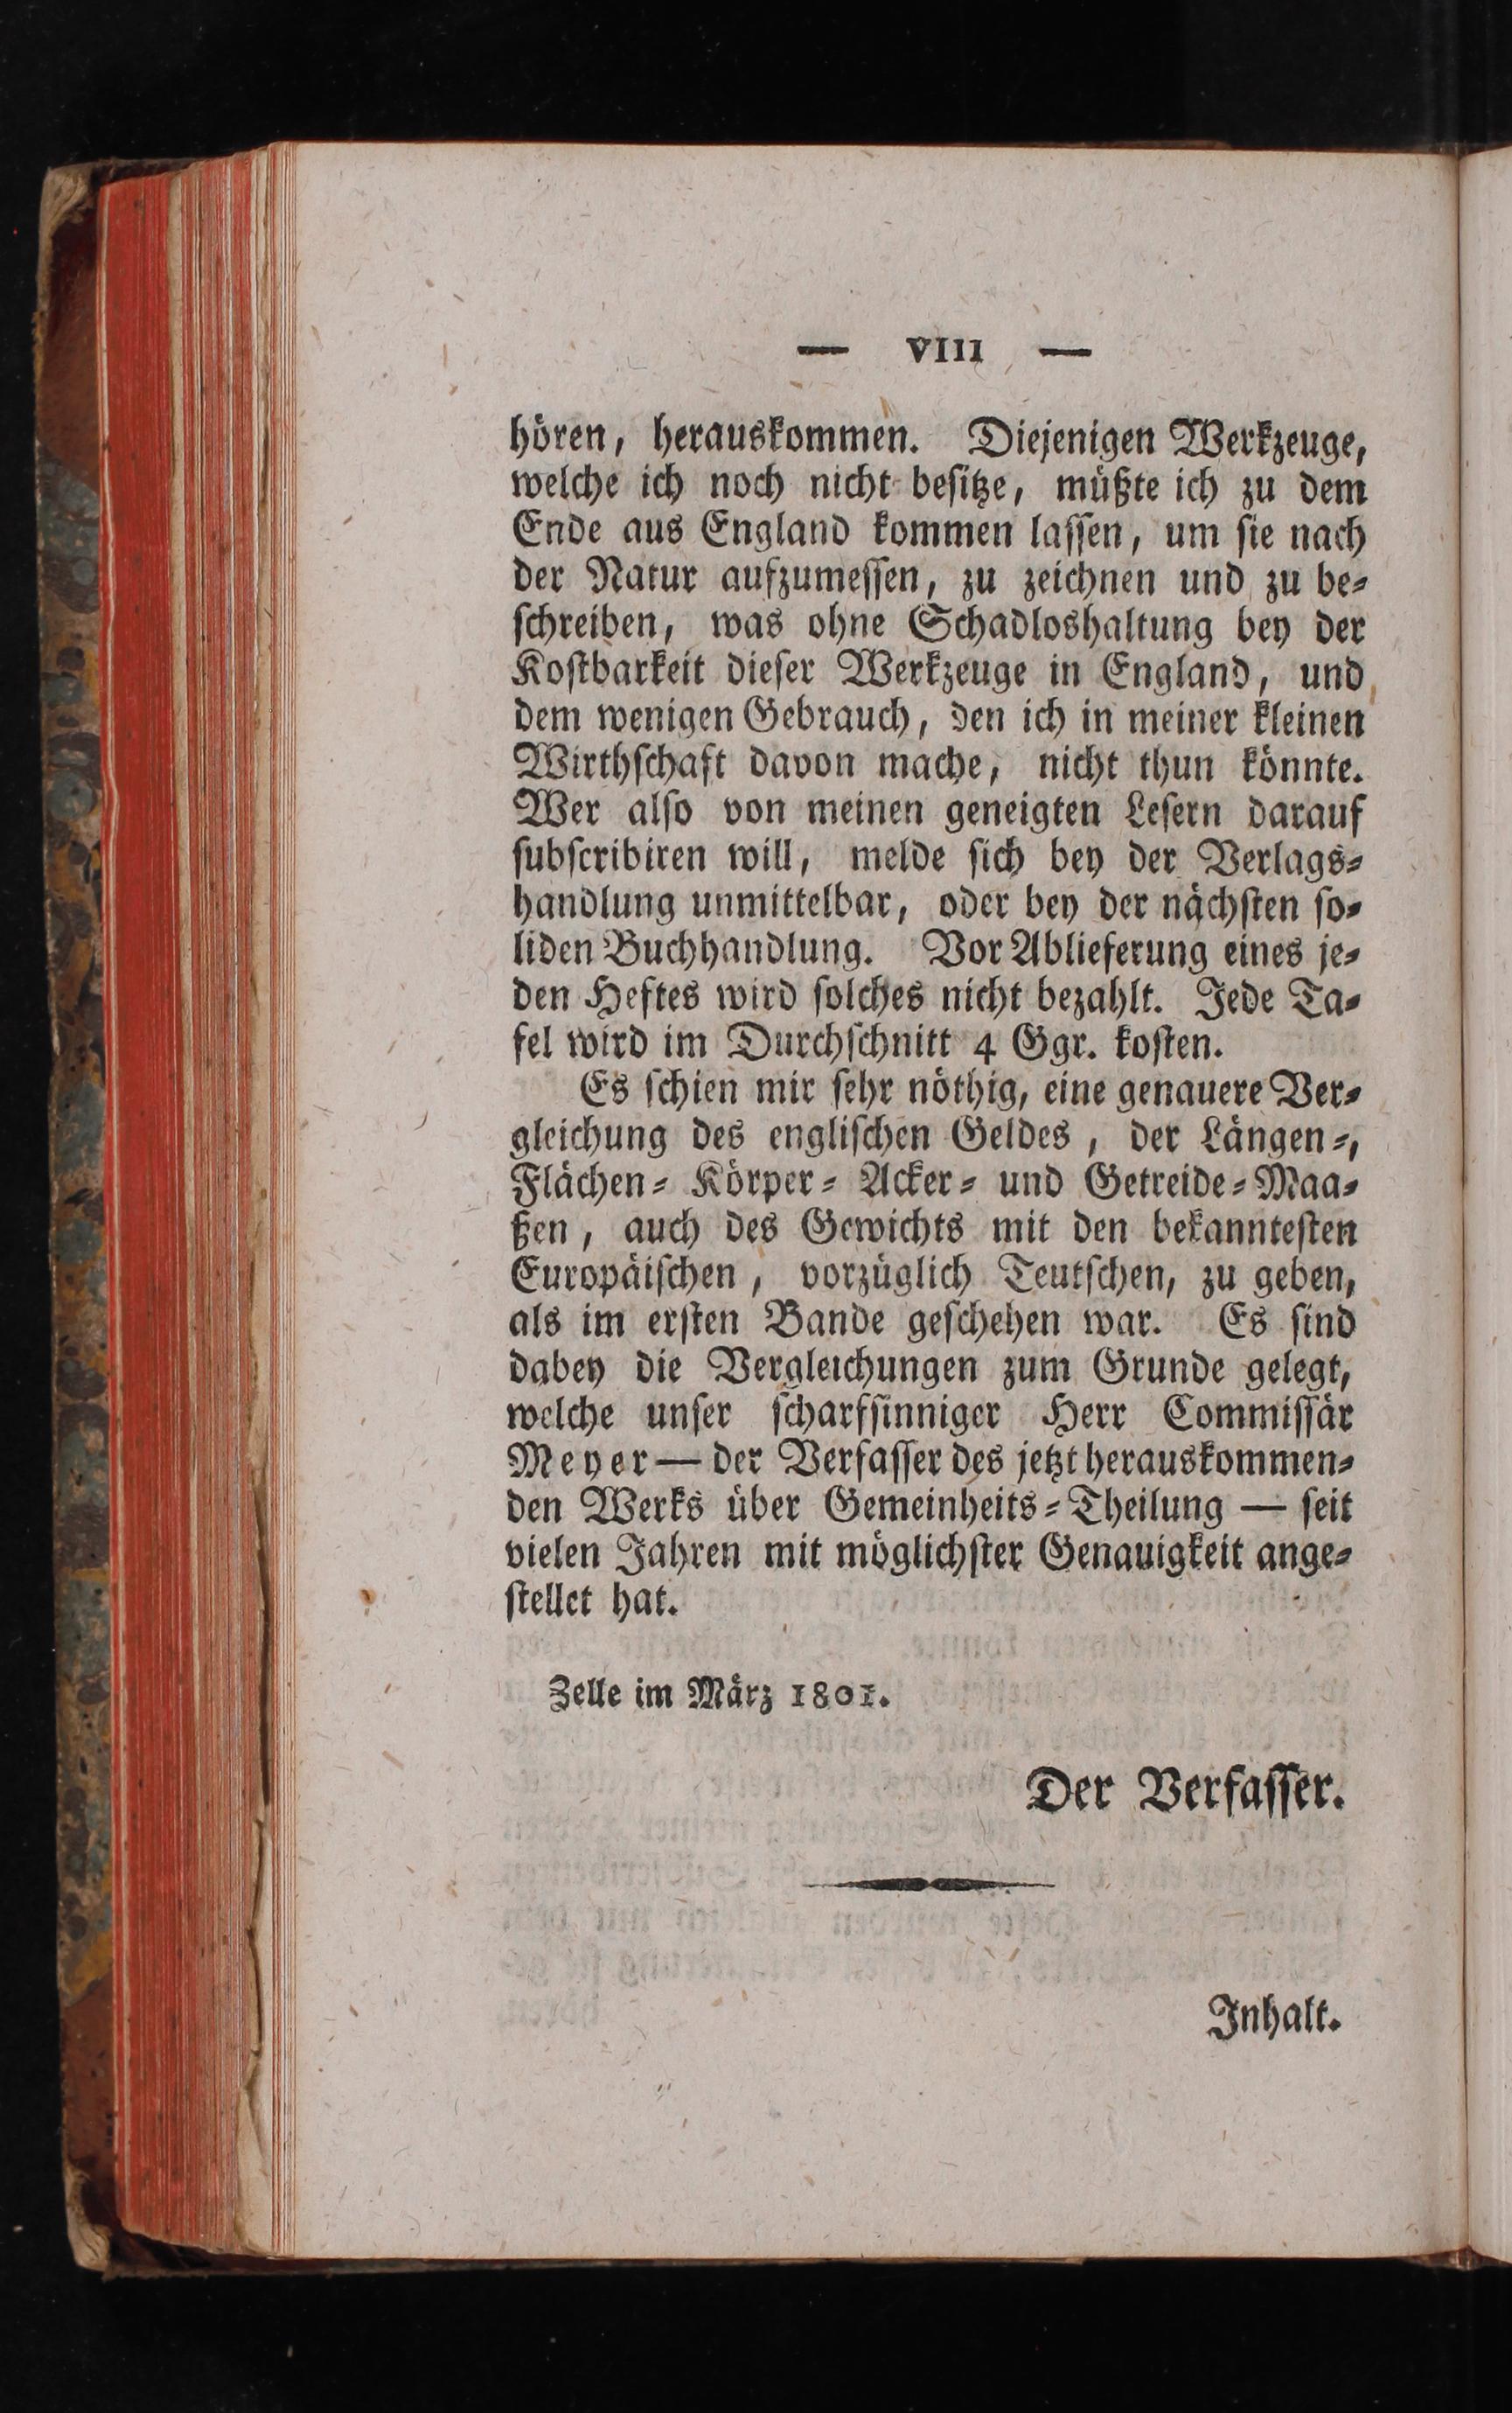 — VIII —
hören, herauskommen. Diejenigen Werkzeuge,
welche ich noch nicht besitze, müßte ich zu dem
Ende aus England kommen lassen, um sie nach
der Natur aufzumessen, zu zeichnen und zu be-
schreiben, was ohne Schadloshaltung bey der
Kostbarkeit dieser Werkzeuge in England, und
dem wenigen Gebrauch, den ich in meiner kleinen
Wirthschaft davon mache, nicht thun könnte.
Wer also von meinen geneigten Lesern darauf
subscribiren will, melde sich bey der Verlags-
handlung unmittelbar, oder bey der nächsten so-
liden Buchhandlung. Vor Ablieferung eines je-
den Heftes wird solches nicht bezahlt. Jede Ta-
fel wird im Durchschnitt 4 Ggr. kosten.
Es schien mir sehr nöthig, eine genauere Ver-
gleichung des englischen Geldes, der Längen-,
Flächen- Körper- Acker- und Getreide-Maa-
ßen, auch des Gewichts mit den bekanntesten
Europäischen, vorzüglich Teutschen, zu geben,
als im ersten Bande geschehen war. Es sind
dabey die Vergleichungen zum Grunde gelegt,
welche unser scharfsinniger Herr Commissär
Meyer — der Verfasser des jetzt herauskommen-
den Werks über Gemeinheits-Theilung — seit
vielen Jahren mit möglichster Genauigkeit ange-
stellet hat.
Zelle im März 1801.
Der Verfasser.
Inhalt.